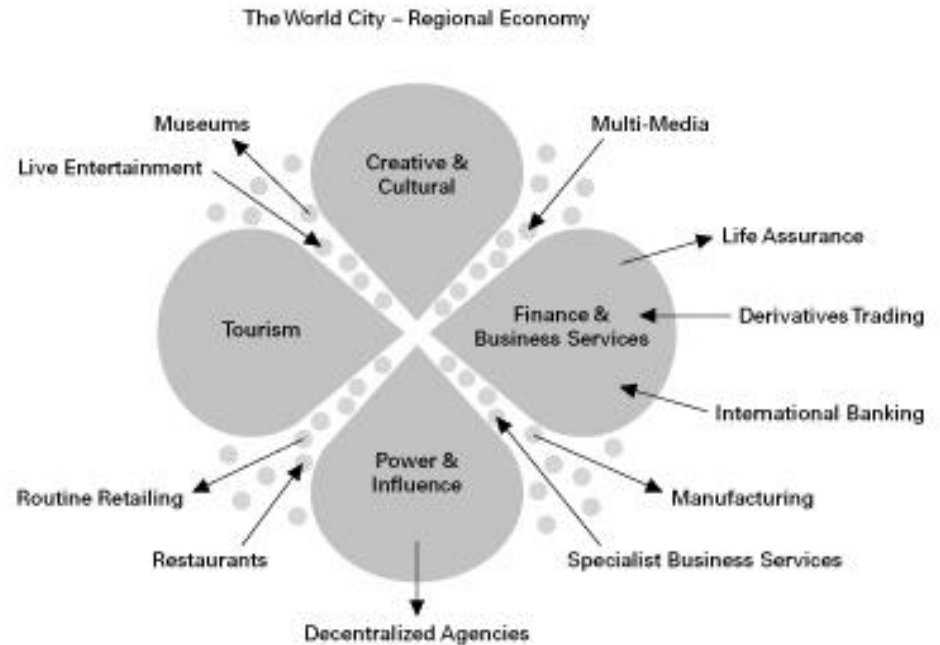 The World City – Regional Economy
Museums
Multi-Media
Live Entertainment
Creative &
Cultural
Life Assurance
Tourism
Finance &
Business Services
Derivatives Trading
International Banking
Power &
Influence
Routine Retailing
Manufacturing
Restaurants
Specialist Business Services
Decentralized Agencies